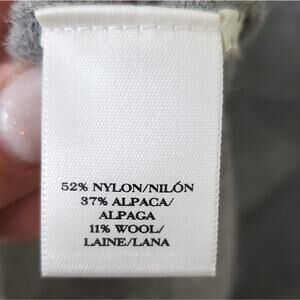 52% NYLON/NILÓN
37% ALPACA/
ALPAGA
11% WOOL/
LAINE/LANA